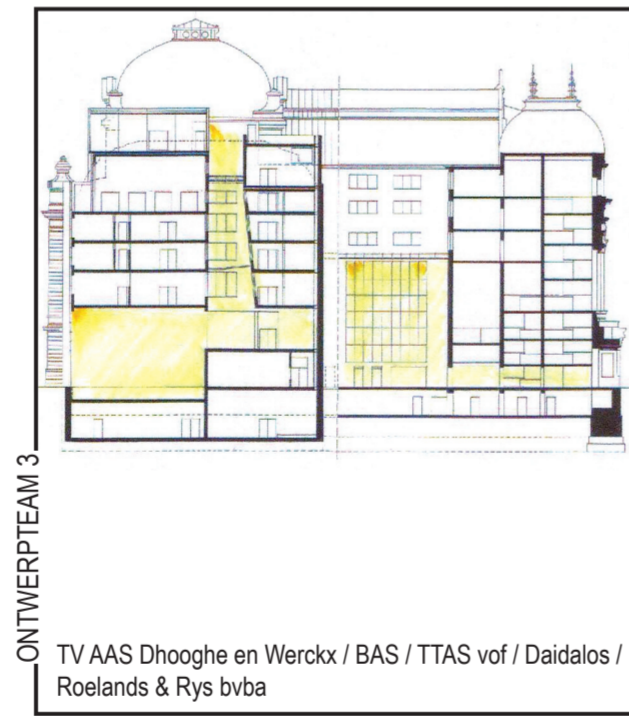 ONTWERPTEAM 3
TV AAS Dhooghe en Werckx / BAS / TTAS vof / Daidalos /
Roelands & Rys bvba